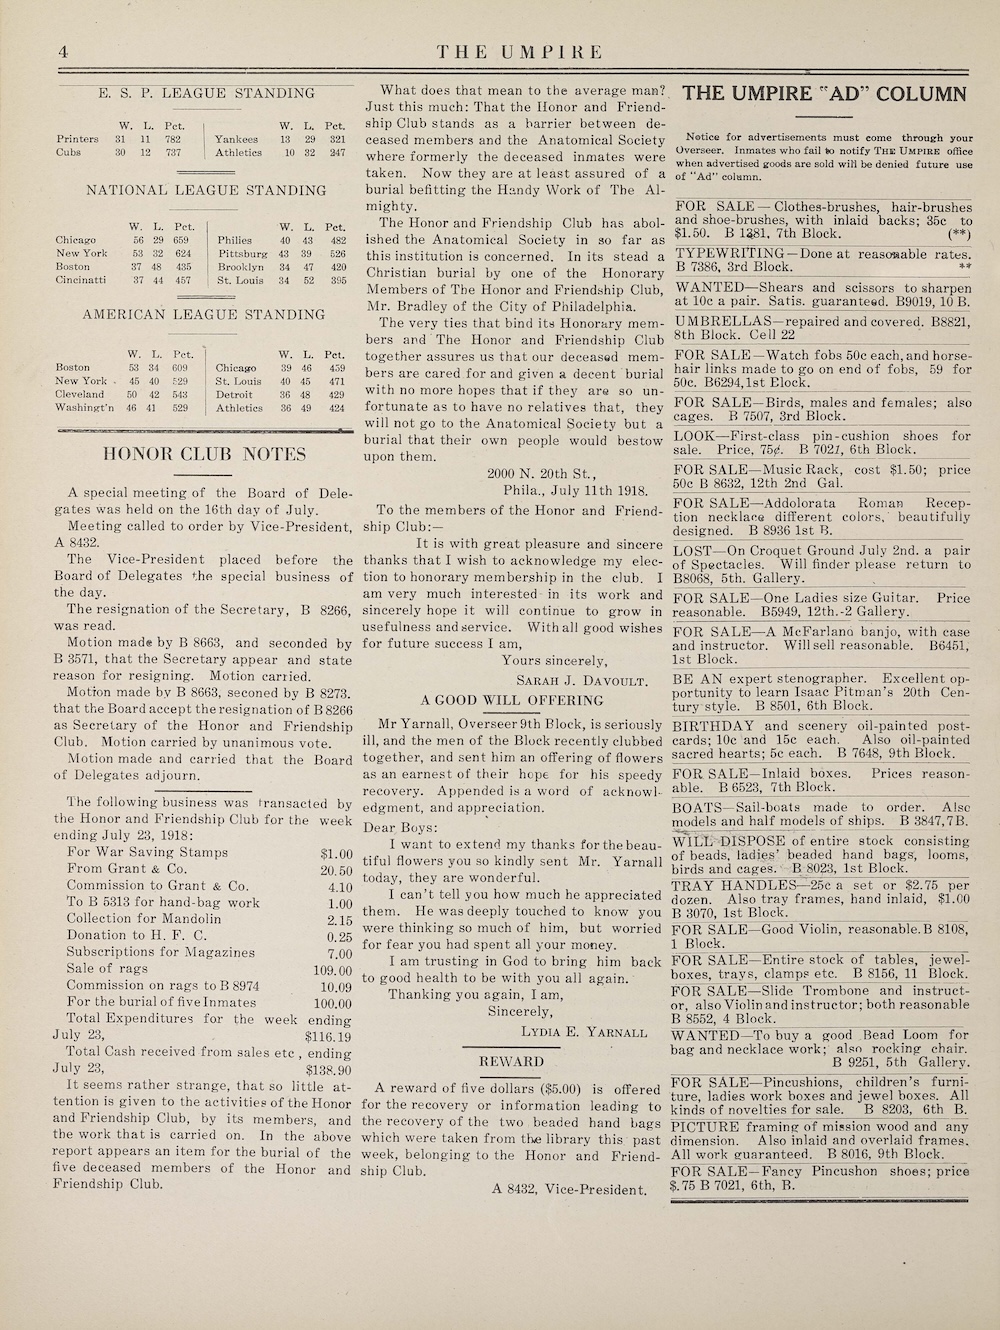 4
THE UMPIRE
E. S. P. LEAGUE STANDING
W. L. Pct. W. L. Pct.
Printers 31 11 782 Yankees 13 29 321
Cubs 30 12 737 Athletics 10 32 247
NATIONAL LEAGUE STANDING
W. L. Pct. W. L. Pct.
Chicago 56 29 659 Philies 40 43 482
New York 53 32 624 Pittsburg 43 39 526
Boston 37 48 435 Brooklyn 34 47 420
Cincinatti 37 44 457 St. Louis 34 52 395
AMERICAN LEAGUE STANDING
W. L. Pct. W. L. Pct.
Boston 53 34 609 Chicago 39 46 459
New York 45 40 529 St. Louis 40 45 471
Cleveland 50 42 543 Detroit 36 48 429
Washingt'n 46 41 529 Athletics 36 49 424
HONOR CLUB NOTES
A special meeting of the Board of Dele-
gates was held on the 16th day of July.
Meeting called to order by Vice-President,
A 8432.
The Vice-President placed before the
Board of Delegates the special business of
the day.
The resignation of the Secretary, B 8266,
was read.
Motion made by B 8663, and seconded by
B 3571, that the Secretary appear and state
reason for resigning. Motion carried.
Motion made by B 8663, seconed by B 8273.
that the Board accept the resignation of B 8266
as Secretary of the Honor and Friendship
Club. Motion carried by unanimous vote.
Motion made and carried that the Board
of Delegates adjourn.
The following business was transacted by
the Honor and Friendship Club for the week
ending July 23, 1918:
For War Saving Stamps $1.00
From Grant & Co. 20.50
Commission to Grant & Co. 4.10
To B 5313 for hand-bag work 1.00
Collection for Mandolin 2.15
Donation to H. F. C. 0.25
Subscriptions for Magazines 7.00
Sale of rags 109.00
Commission on rags to B 8974 10.09
For the burial of five Inmates 100.00
Total Expenditures for the week ending
July 23, $116.19
Total Cash received from sales etc , ending
July 23, $138.90
It seems rather strange, that so little at-
tention is given to the activities of the Honor
and Friendship Club, by its members, and
the work that is carried on. In the above
report appears an item for the burial of the
five deceased members of the Honor and
Friendship Club.
What does that mean to the average man?
Just this much: That the Honor and Friend-
ship Club stands as a barrier between de-
ceased members and the Anatomical Society
where formerly the deceased inmates were
taken. Now they are at least assured of a
burial befitting the Handy Work of The Al-
mighty.
The Honor and Friendship Club has abol-
ished the Anatomical Society in so far as
this institution is concerned. In its stead a
Christian burial by one of the Honorary
Members of The Honor and Friendship Club,
Mr. Bradley of the City of Philadelphia.
The very ties that bind its Honorary mem-
bers and The Honor and Friendship Club
together assures us that our deceased mem-
bers are cared for and given a decent burial
with no more hopes that if they are so un-
fortunate as to have no relatives that, they
will not go to the Anatomical Society but a
burial that their own people would bestow
upon them.
2000 N. 20th St.,
Phila., July 11th 1918.
To the members of the Honor and Friend-
ship Club:—
It is with great pleasure and sincere
thanks that I wish to acknowledge my elec-
tion to honorary membership in the club. I
am very much interested in its work and
sincerely hope it will continue to grow in
usefulness and service. With all good wishes
for future success I am,
Yours sincerely,
SARAH J. DAVOULT.
A GOOD WILL OFFERING
Mr Yarnall, Overseer 9th Block, is seriously
ill, and the men of the Block recently clubbed
together, and sent him an offering of flowers
as an earnest of their hope for his speedy
recovery. Appended is a word of acknowl-
edgment, and appreciation.
Dear Boys:
I want to extend my thanks for the beau-
tiful flowers you so kindly sent Mr. Yarnall
today, they are wonderful.
I can't tell you how much he appreciated
them. He was deeply touched to know you
were thinking so much of him, but worried
for fear you had spent all your money.
I am trusting in God to bring him back
to good health to be with you all again.
Thanking you again, I am,
Sincerely,
LYDIA E. YARNALL
REWARD
A reward of five dollars ($5.00) is offered
for the recovery or information leading to
the recovery of the two beaded hand bags
which were taken from the library this past
week, belonging to the Honor and Friend-
ship Club.
A 8432, Vice-President.
THE UMPIRE "AD" COLUMN
Notice for advertisements must come through your
Overseer. Inmates who fail to notify THE UMPIRE office
when advertised goods are sold will be denied future use
of "Ad" column.
FOR SALE — Clothes-brushes, hair-brushes
and shoe-brushes, with inlaid backs; 35c to
$1.50. B 1381, 7th Block. (**)
TYPEWRITING—Done at reasonable rates.
B 7386, 3rd Block. **
WANTED—Shears and scissors to sharpen
at 10c a pair. Satis. guaranteed. B9019, 10 B.
UMBRELLAS—repaired and covered. B8821,
8th Block. Cell 22
FOR SALE—Watch fobs 50c each, and horse-
hair links made to go on end of fobs, 59 for
50c. B6294, 1st Block.
FOR SALE—Birds, males and females; also
cages. B 7507, 3rd Block.
LOOK—First-class pin-cushion shoes for
sale. Price, 75¢. B 7021, 6th Block.
FOR SALE—Music Rack, cost $1.50; price
50c B 8632, 12th 2nd Gal.
FOR SALE—Addolorata Roman Recep-
tion necklace different colors, beautifully
designed. B 8936 1st B.
LOST—On Croquet Ground July 2nd. a pair
of Spectacles. Will finder please return to
B8068, 5th. Gallery.
FOR SALE—One Ladies size Guitar. Price
reasonable. B5949, 12th.-2 Gallery.
FOR SALE—A McFarland banjo, with case
and instructor. Will sell reasonable. B6451,
1st Block.
BE AN expert stenographer. Excellent op-
portunity to learn Isaac Pitman's 20th Cen-
tury style. B 8501, 6th Block.
BIRTHDAY and scenery oil-painted post-
cards; 10c and 15c each. Also oil-painted
sacred hearts; 5c each. B 7648, 9th Block.
FOR SALE—Inlaid boxes. Prices reason-
able. B 6523, 7th Block.
BOATS—Sail-boats made to order. Also
models and half models of ships. B 3847, 7 B.
WILL DISPOSE of entire stock consisting
of beads, ladies' beaded hand bags, looms,
birds and cages. B 8023, 1st Block.
TRAY HANDLES—25c a set or $2.75 per
dozen. Also tray frames, hand inlaid, $1.00
B 3070, 1st Block.
FOR SALE—Good Violin, reasonable. B 8108,
1 Block.
FOR SALE—Entire stock of tables, jewel-
boxes, trays, clamps etc. B 8156, 11 Block.
FOR SALE—Slide Trombone and instruct-
or, also Violin and instructor; both reasonable
B 8552, 4 Block.
WANTED—To buy a good Bead Loom for
bag and necklace work; also rocking chair.
B 9251, 5th Gallery.
FOR SALE—Pincushions, children's furni-
ture, ladies work boxes and jewel boxes. All
kinds of novelties for sale. B 8203, 6th B.
PICTURE framing of mission wood and any
dimension. Also inlaid and overlaid frames.
All work guaranteed. B 8016, 9th Block.
FOR SALE—Fancy Pincushon shoes; price
$.75 B 7021, 6th, B.